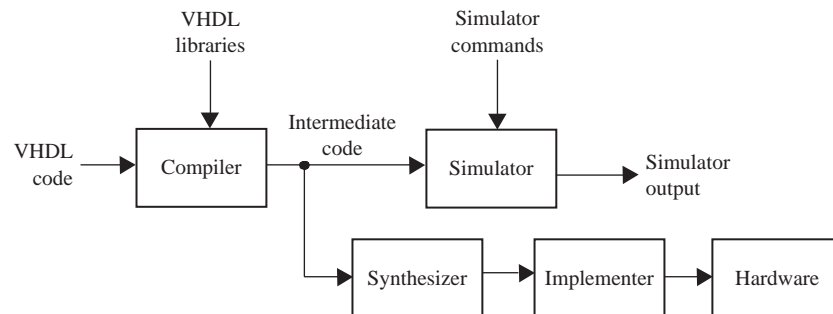 VHDL
libraries
Simulator
commands
VHDL
code
Compiler
Intermediate
code
Simulator
Simulator
output
Synthesizer
Implementer
Hardware